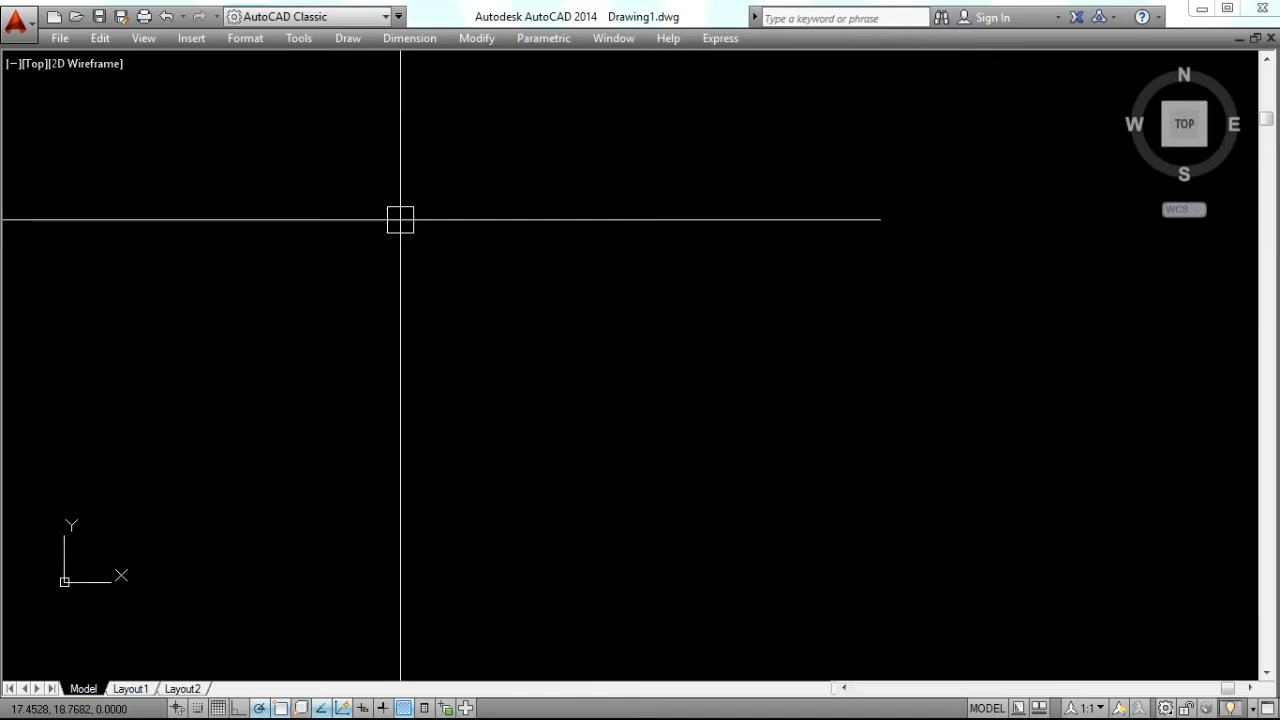 AutoCAD Classic Autodesk AutoCAD 2014 Drawing1.dwg Type a keyword or phrase Sign In
File Edit View Insert Format Tools Draw Dimension Modify Parametric Window Help Express
[−][Top][2D Wireframe]
N
W TOP E
S
WCS
Y
X
Model Layout1 Layout2
17.4528, 18.7682, 0.0000 MODEL 1:1